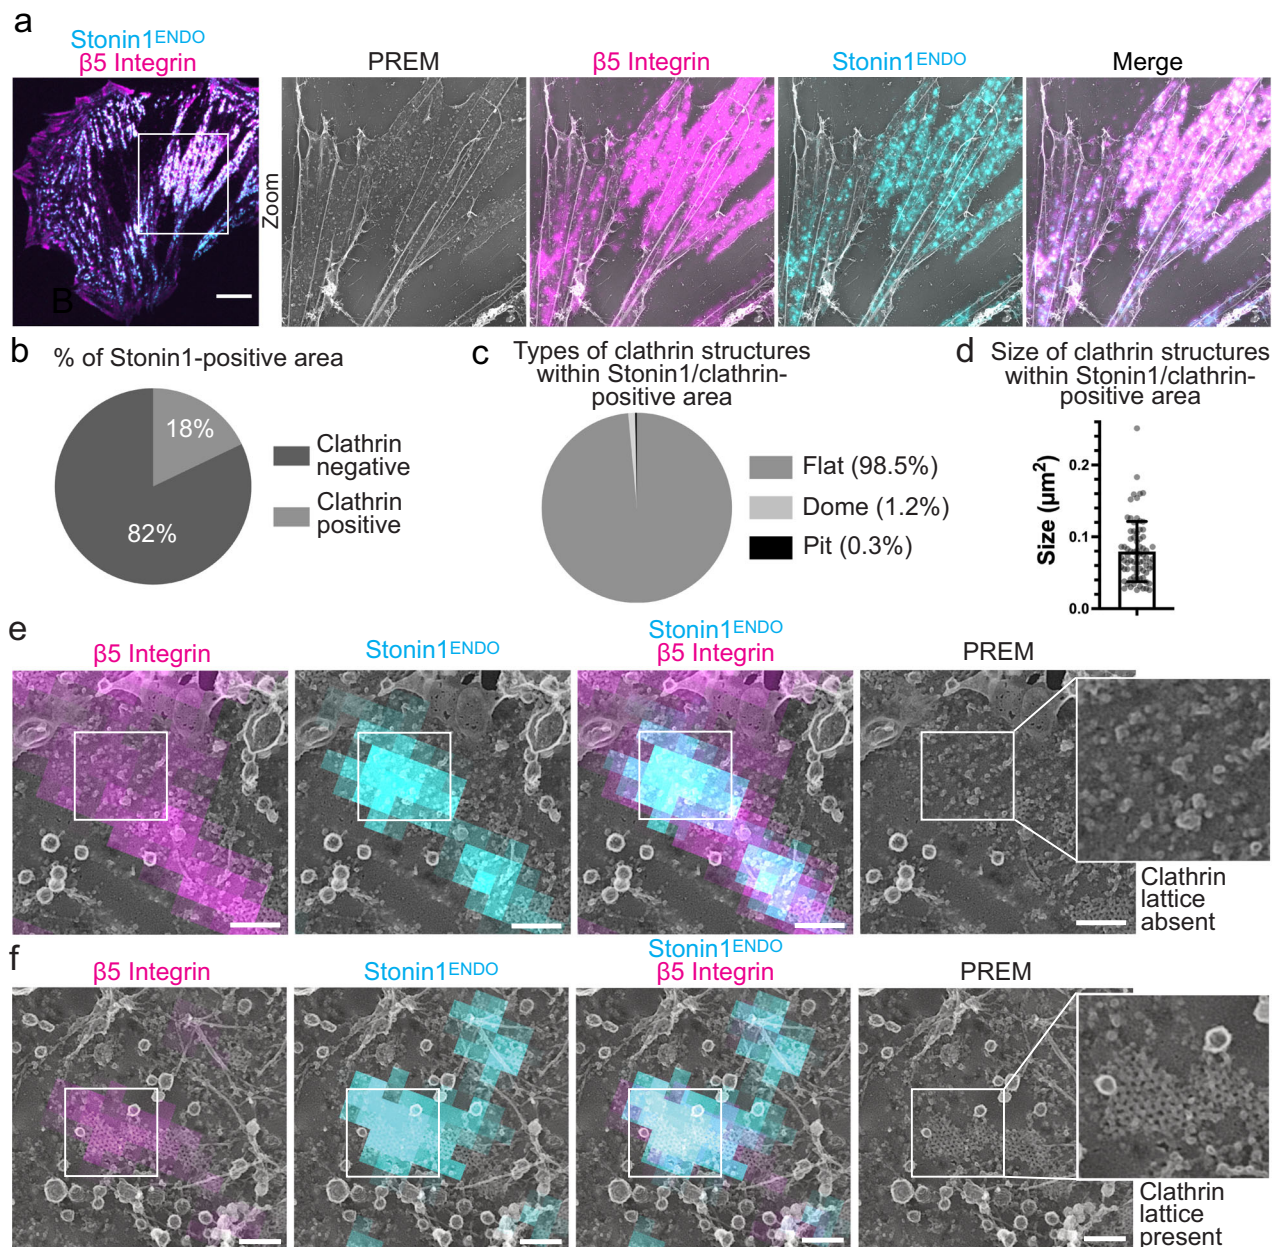 a
Stonin1ENDO
β5 Integrin
PREM
β5 Integrin
Stonin1ENDO
Merge
Zoom
B
b
% of Stonin1-positive area
18%
82%
Clathrin
negative
Clathrin
positive
c
Types of clathrin structures
within Stonin1/clathrin-
positive area
Flat (98.5%)
Dome (1.2%)
Pit (0.3%)
d
Size of clathrin structures
within Stonin1/clathrin-
positive area
Size (µm²)
0.2
0.1
0.0
e
β5 Integrin
Stonin1ENDO
Stonin1ENDO
β5 Integrin
PREM
Clathrin
lattice
absent
f
β5 Integrin
Stonin1ENDO
Stonin1ENDO
β5 Integrin
PREM
Clathrin
lattice
present